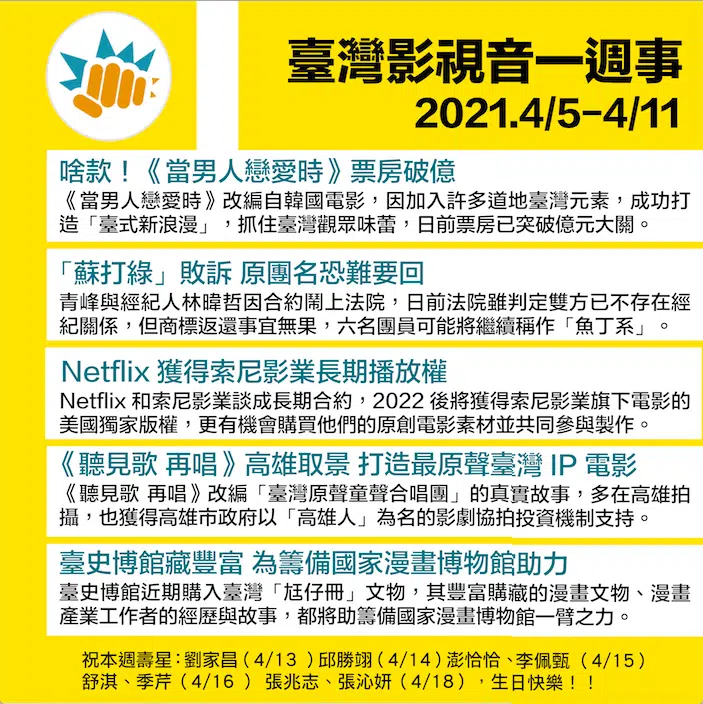 臺灣影視音一週事
2021.4/5-4/11
啥款！《當男人戀愛時》票房破億
《當男人戀愛時》改編自韓國電影，因加入許多道地臺灣元素，成功打
造「臺式新浪漫」，抓住臺灣觀眾味蕾，日前票房已突破億元大關。
「蘇打綠」敗訴 原團名恐難要回
青峰與經紀人林暐哲因合約鬧上法院，日前法院雖判定雙方已不存在經
紀關係，但商標返還事宜無果，六名團員可能將繼續稱作「魚丁糸」。
Netflix 獲得索尼影業長期播放權
Netflix 和索尼影業談成長期合約，2022 後將獲得索尼影業旗下電影的
美國獨家版權，更有機會購買他們的原創電影素材並共同參與製作。
《聽見歌 再唱》高雄取景 打造最原聲臺灣 IP 電影
《聽見歌 再唱》改編「臺灣原聲童聲合唱團」的真實故事，多在高雄拍
攝，也獲得高雄市政府以「高雄人」為名的影劇協拍投資機制支持。
臺史博館藏豐富 為籌備國家漫畫博物館助力
臺史博館近期購入臺灣「尪仔冊」文物，其豐富購藏的漫畫文物、漫畫
產業工作者的經歷與故事，都將助籌備國家漫畫博物館一臂之力。
祝本週壽星：劉家昌（4/13）邱勝翊（4/14）澎恰恰、李佩甄（4/15）
舒淇、季芹（4/16 ） 張兆志、張沁妍（4/18），生日快樂！！